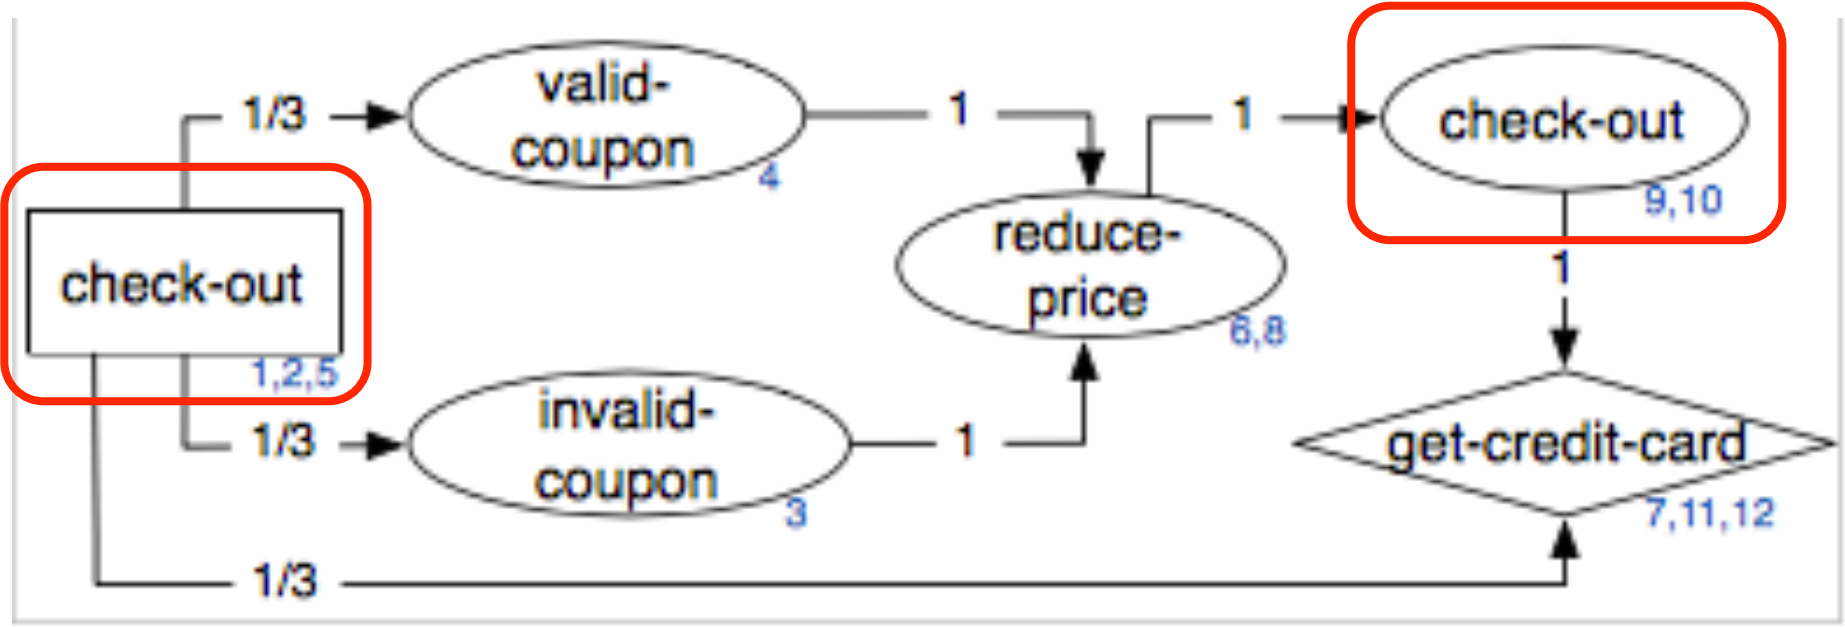 1/3
valid-
coupon
4
1
1
check-out
9,10
check-out
1,2,5
reduce-
price
6,8
1
1/3
invalid-
coupon
3
1
get-credit-card
7,11,12
1/3